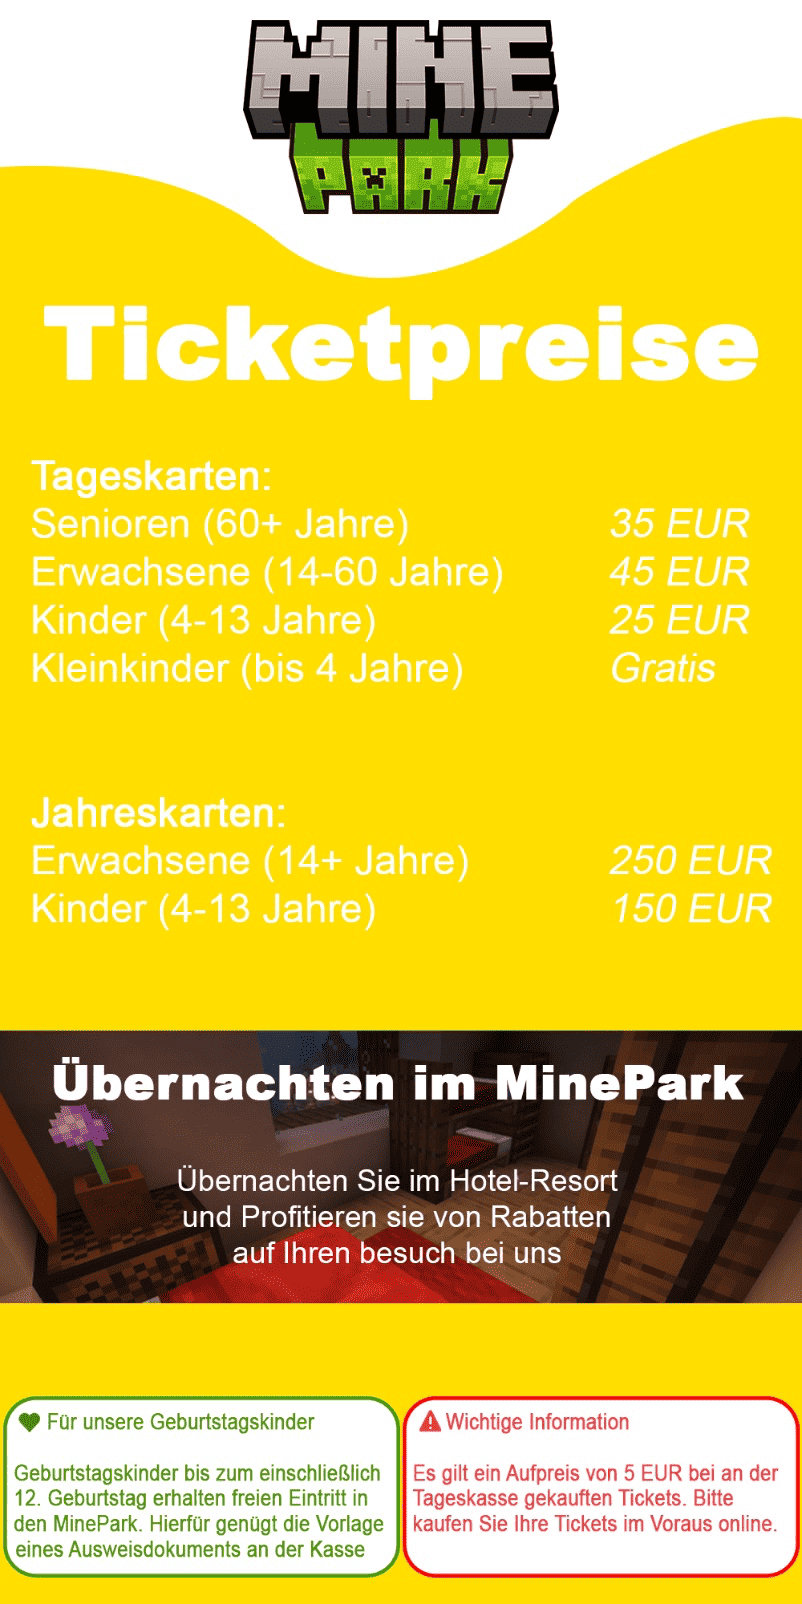 MINE
PARK
Ticketpreise
Tageskarten:
Senioren (60+ Jahre) 35 EUR
Erwachsene (14-60 Jahre) 45 EUR
Kinder (4-13 Jahre) 25 EUR
Kleinkinder (bis 4 Jahre) Gratis
Jahreskarten:
Erwachsene (14+ Jahre) 250 EUR
Kinder (4-13 Jahre) 150 EUR
Übernachten im MinePark
Übernachten Sie im Hotel-Resort
und Profitieren sie von Rabatten
auf Ihren besuch bei uns
Für unsere Geburtstagskinder
Geburtstagskinder bis zum einschließlich
12. Geburtstag erhalten freien Eintritt in
den MinePark. Hierfür genügt die Vorlage
eines Ausweisdokuments an der Kasse
Wichtige Information
Es gilt ein Aufpreis von 5 EUR bei an der
Tageskasse gekauften Tickets. Bitte
kaufen Sie Ihre Tickets im Voraus online.